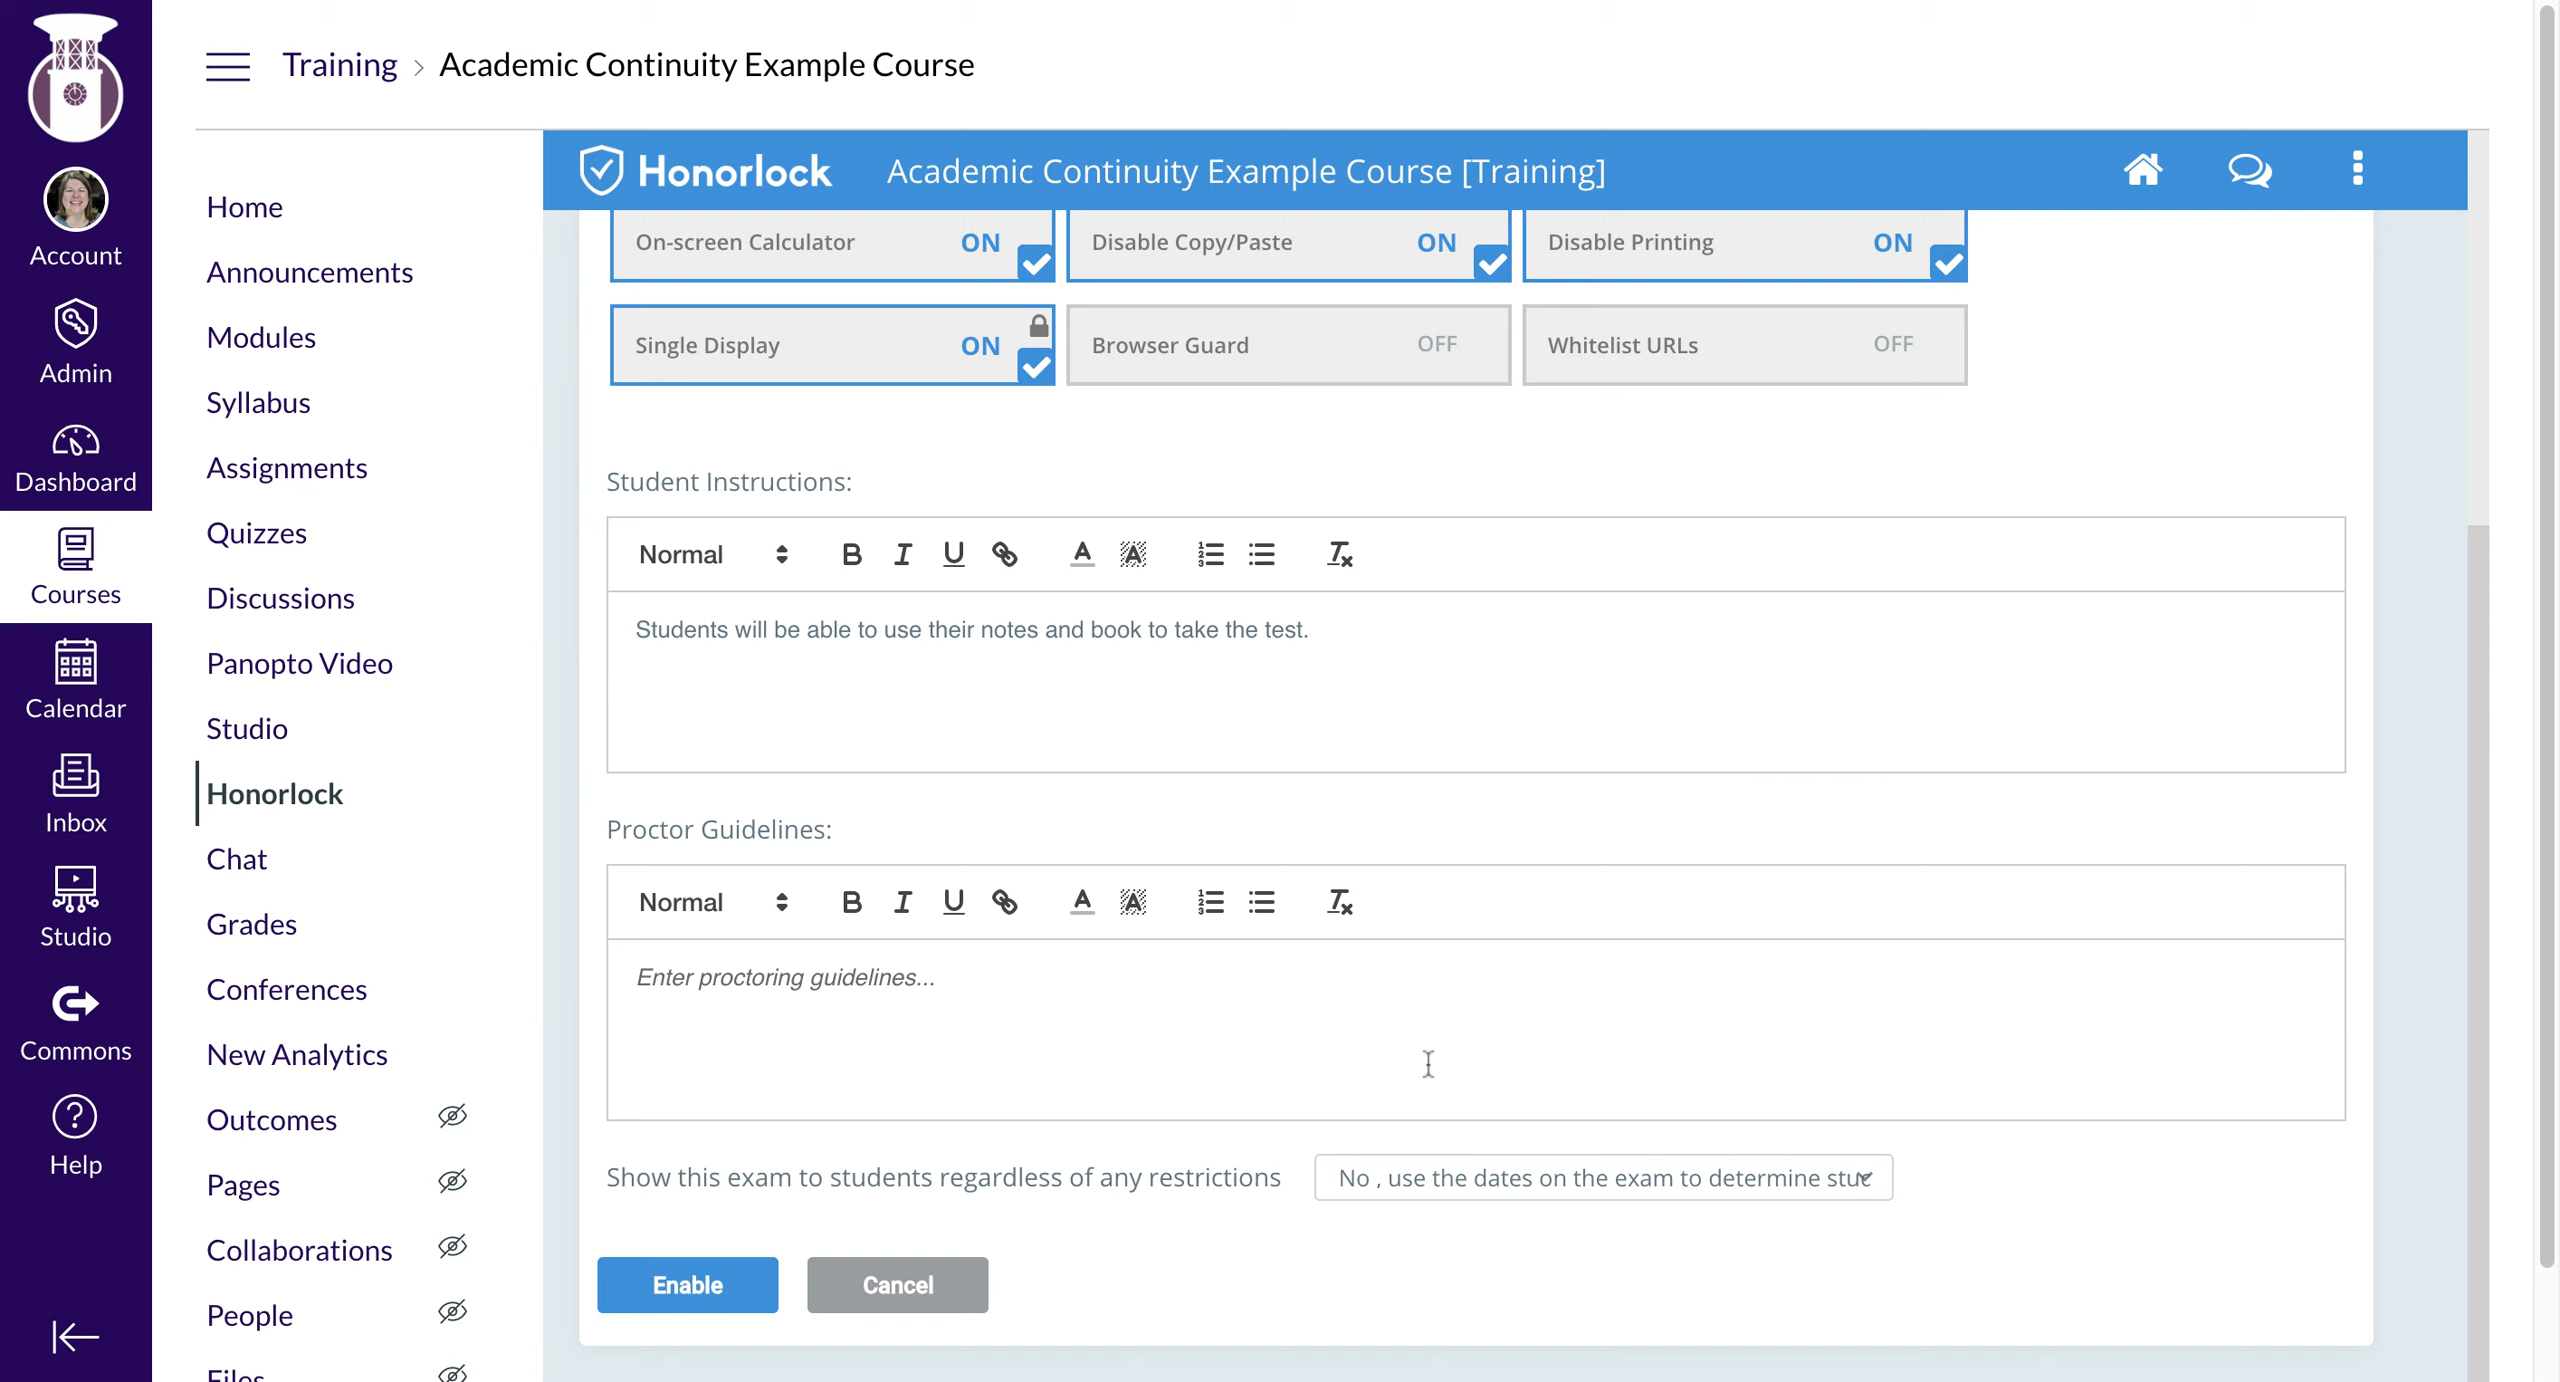 Training > Academic Continuity Example Course
Account
Admin
Dashboard
Courses
Calendar
Inbox
Studio
Commons
Help
Home
Announcements
Modules
Syllabus
Assignments
Quizzes
Discussions
Panopto Video
Studio
Honorlock
Chat
Grades
Conferences
New Analytics
Outcomes
Pages
Collaborations
People
Files
Honorlock Academic Continuity Example Course [Training]
On-screen Calculator ON Disable Copy/Paste ON Disable Printing ON
Single Display ON Browser Guard OFF Whitelist URLs OFF
Student Instructions:
Normal
Students will be able to use their notes and book to take the test.
Proctor Guidelines:
Normal
Enter proctoring guidelines...
Show this exam to students regardless of any restrictions No , use the dates on the exam to determine
Enable Cancel